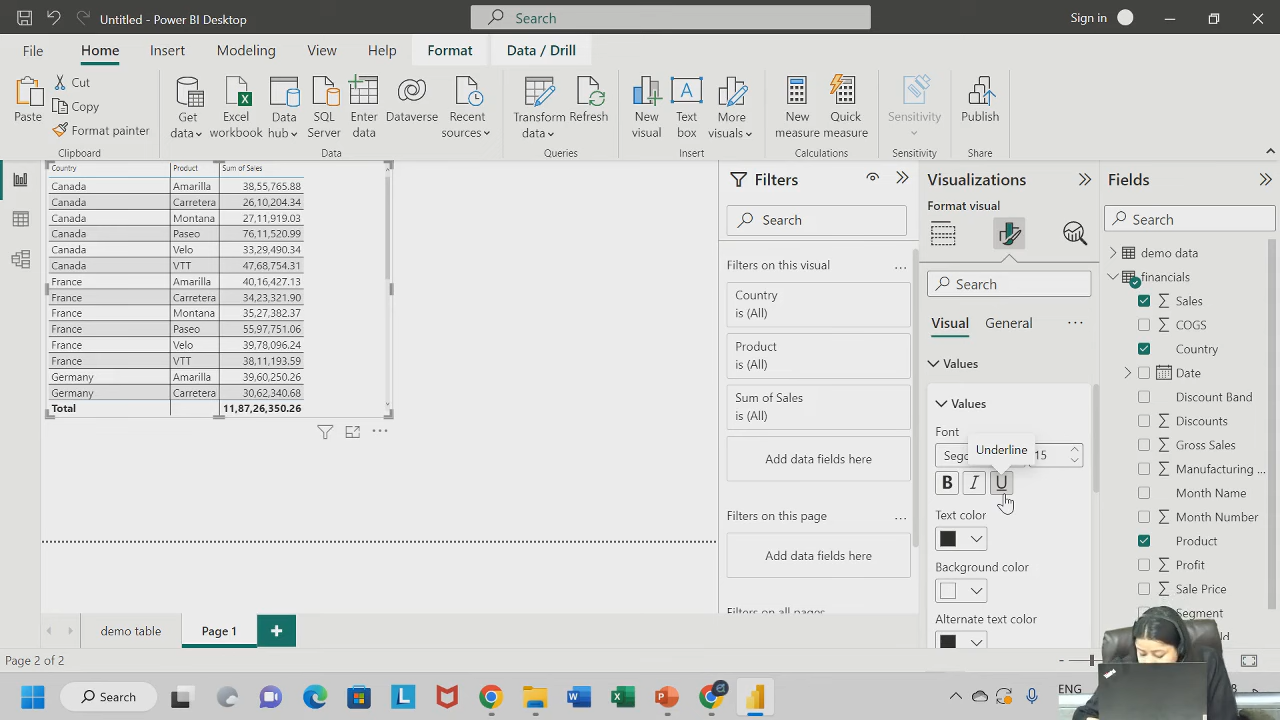 Untitled - Power BI Desktop
Search
Sign in
File
Home
Insert
Modeling
View
Help
Format
Data / Drill
Paste
Cut
Copy
Format painter
Clipboard
Get data
Excel workbook
Data hub
SQL Server
Enter data
Dataverse
Recent sources
Data
Transform data
Refresh
Queries
New visual
Text box
More visuals
Insert
New measure
Quick measure
Calculations
Sensitivity
Sensitivity
Publish
Share
Country Product Sum of Sales
Canada Amarilla 38,55,765.88
Canada Carretera 26,10,204.34
Canada Montana 27,11,919.03
Canada Paseo 76,11,520.99
Canada Velo 33,29,490.34
Canada VTT 47,68,754.31
France Amarilla 40,16,427.13
France Carretera 34,23,321.90
France Montana 35,27,382.37
France Paseo 55,97,751.06
France Velo 39,78,096.24
France VTT 38,11,193.59
Germany Amarilla 39,60,250.26
Germany Carretera 30,62,340.68
Total 11,87,26,350.26
Filters
Search
Filters on this visual
Country
is (All)
Product
is (All)
Sum of Sales
is (All)
Add data fields here
Filters on this page
Add data fields here
Filters on all pages
Visualizations
Format visual
Search
Visual
General
Values
Values
Font
Sego
15
Underline
B I U
Text color
Background color
Alternate text color
Fields
Search
demo data
financials
Sales
COGS
Country
Date
Discount Band
Discounts
Gross Sales
Manufacturing ...
Month Name
Month Number
Product
Profit
Sale Price
Segment
demo table
Page 1
Page 2 of 2
Search
ENG